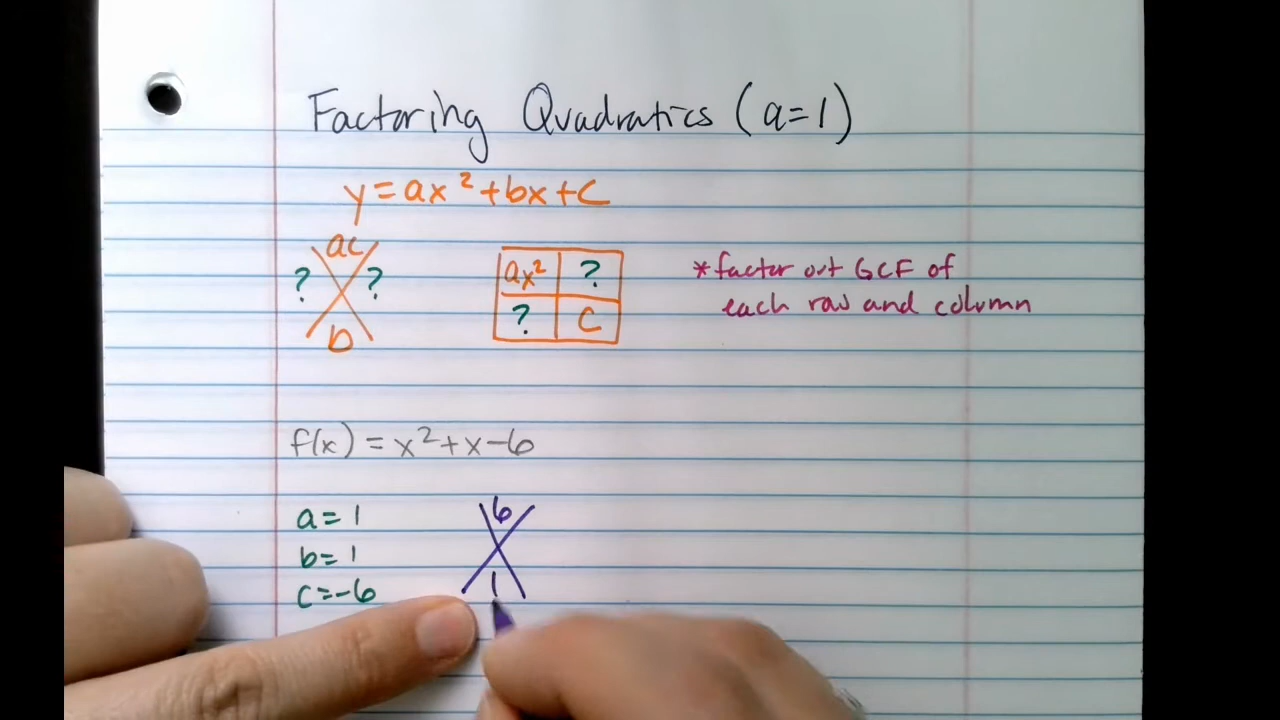 Factoring Quadratics (a=1)
y=ax²+bx+c
ac
? ?
b
ax² ?
? C
*factor out GCF of
each row and column
f(x) = x²+x-6
a= 1
b= 1
c=-6
6
1